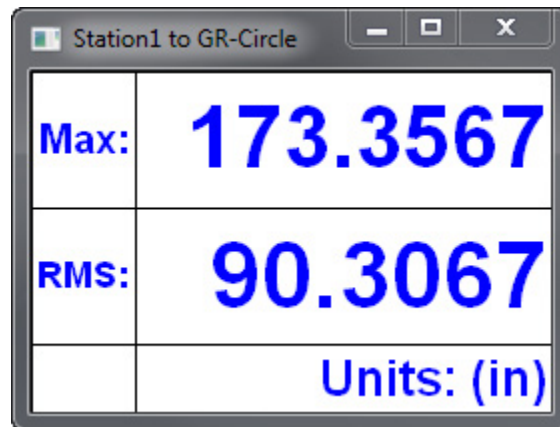 Station1 to GR-Circle
Max: 173.3567
RMS: 90.3067
Units: (in)